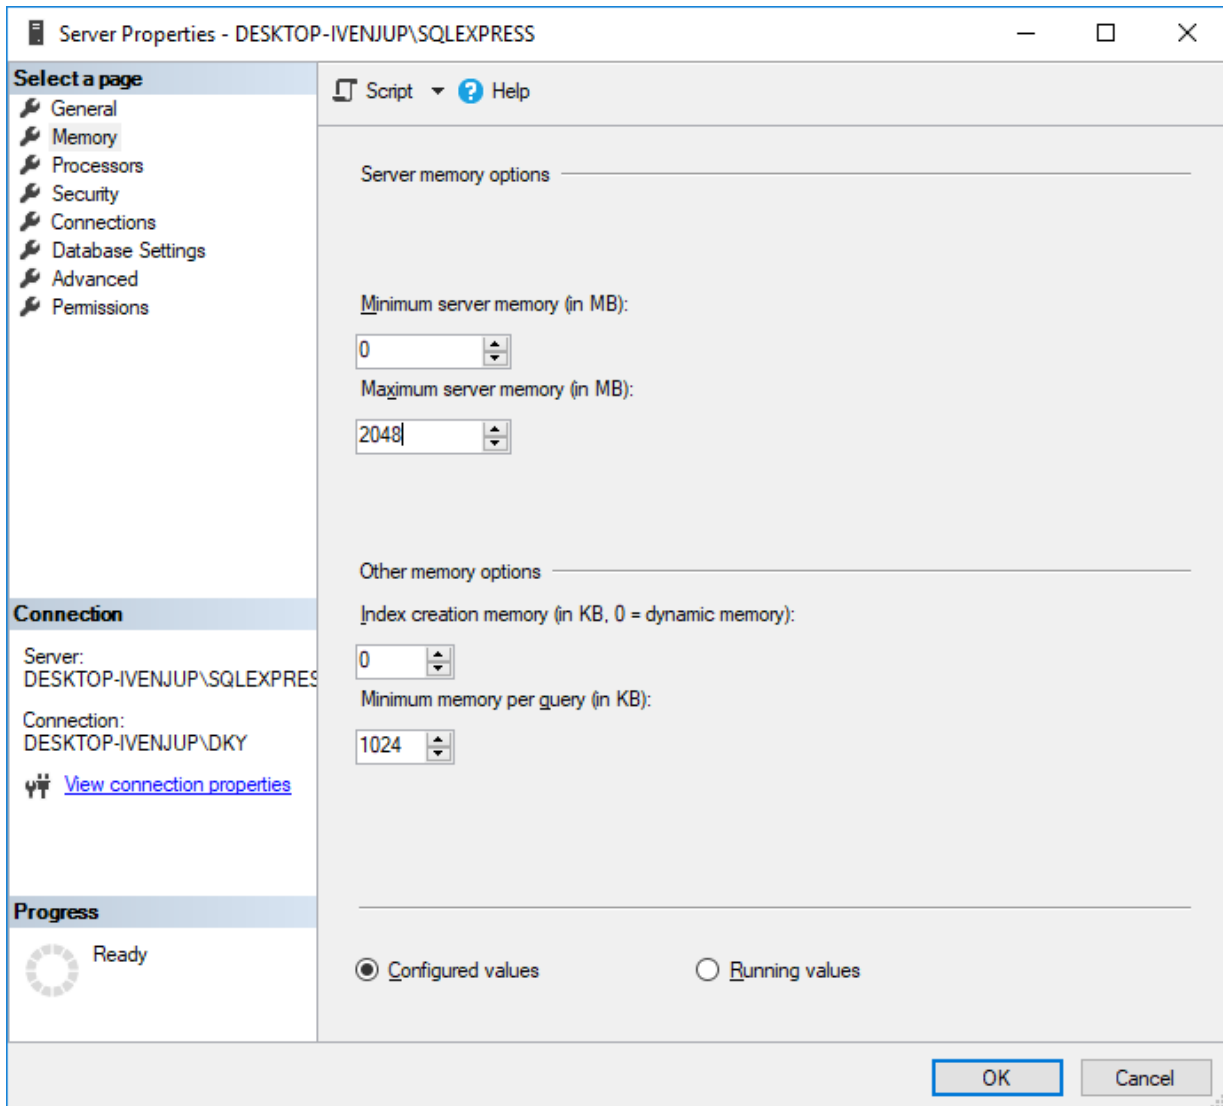 Server Properties - DESKTOP-IVENJUP\SQLEXPRESS
Select a page
General
Memory
Processors
Security
Connections
Database Settings
Advanced
Permissions
Connection
Server:
DESKTOP-IVENJUP\SQLEXPRES
Connection:
DESKTOP-IVENJUP\DKY
View connection properties
Progress
Ready
Script
Help
Server memory options
Minimum server memory (in MB):
0
Maximum server memory (in MB):
2048
Other memory options
Index creation memory (in KB, 0 = dynamic memory):
0
Minimum memory per query (in KB):
1024
Configured values
Running values
OK
Cancel